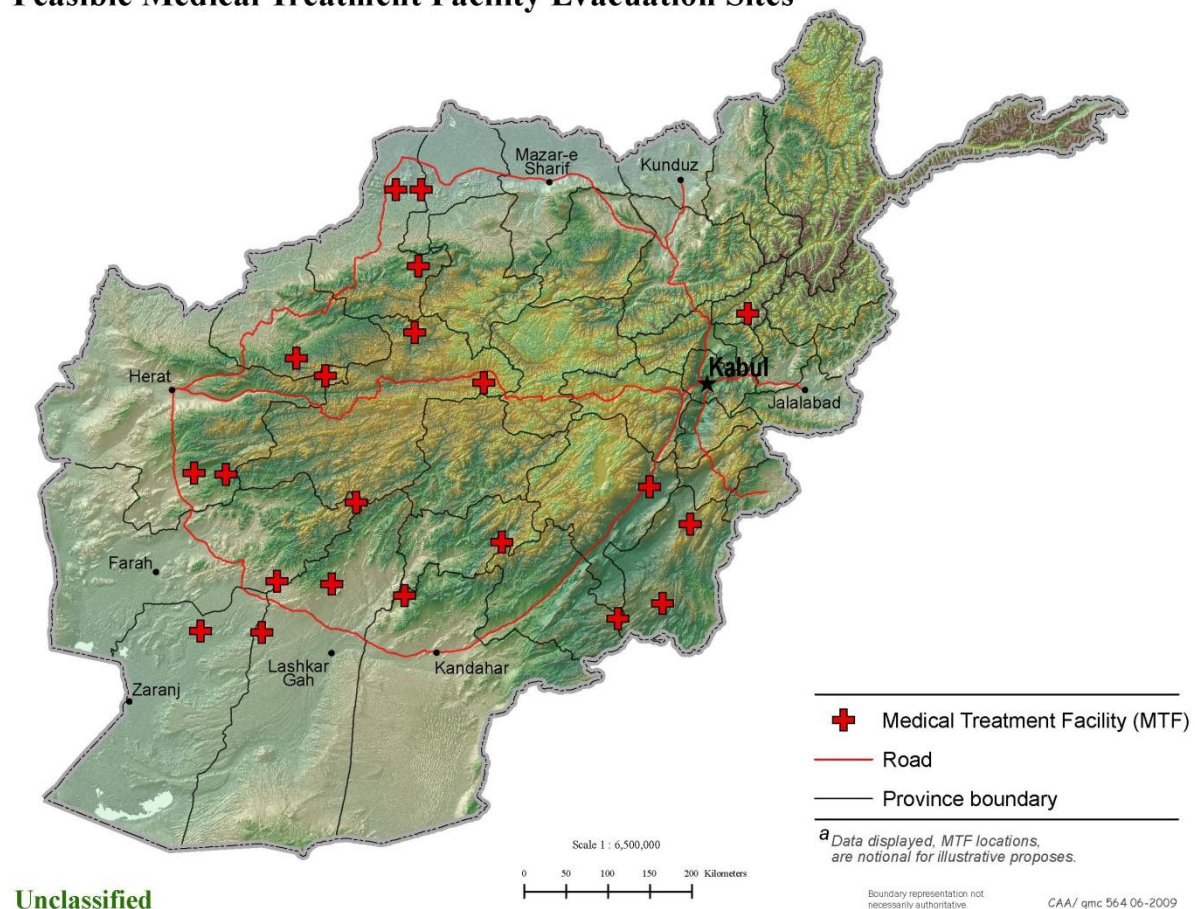 Feasible Medical Treatment Facility Evacuation Sites
Mazar-e
Sharif
Kunduz
Kabul
Herat
Jalalabad
Farah
Lashkar
Gah
Kandahar
Zaranj
Medical Treatment Facility (MTF)
Road
Province boundary
a Data displayed, MTF locations,
are notional for illustrative proposes.
Scale 1 : 6,500,000
0 50 100 150 200 Kilometers
Unclassified
Boundary representation not
necessarily authoritative.
CAA/ qmc 564 06-2009